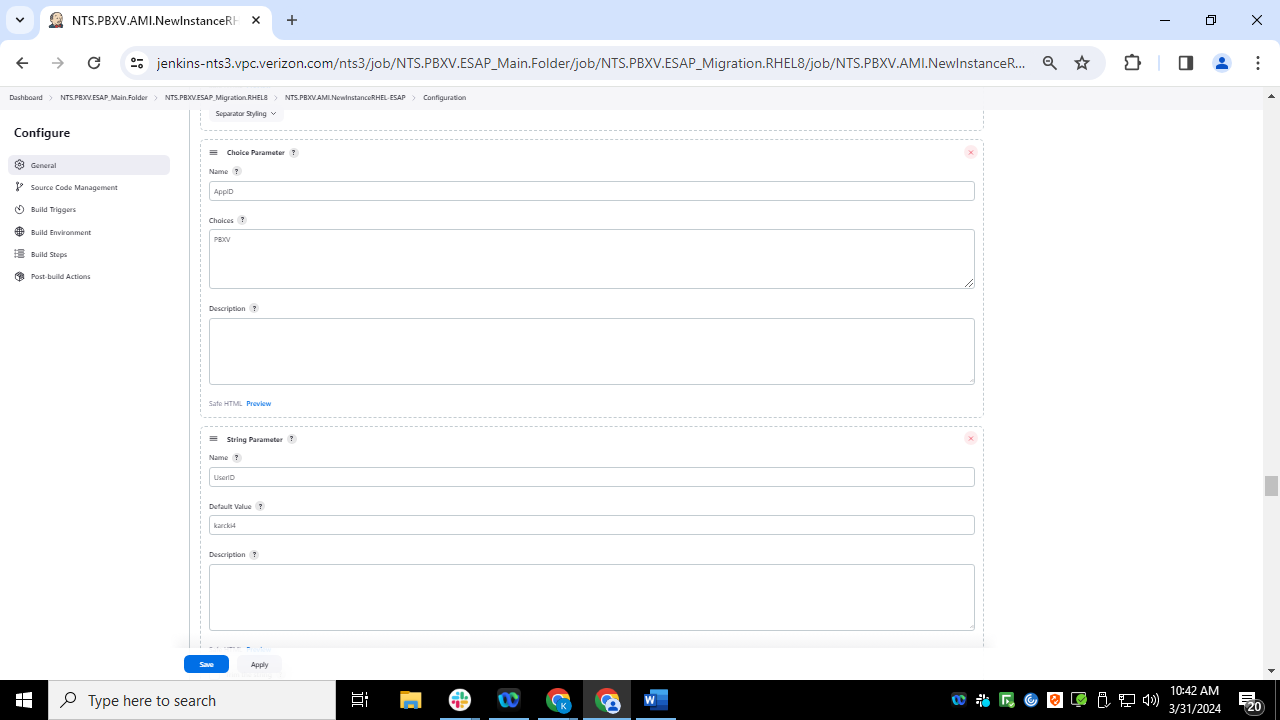 NTS.PBXV.AMI.NewInstanceRH
jenkins-nts3.vpc.verizon.com/nts3/job/NTS.PBXV.ESAP_Main.Folder/job/NTS.PBXV.ESAP_Migration.RHEL8/job/NTS.PBXV.AMI.NewInstanceR...
Dashboard > NTS.PBXV.ESAP_Main.Folder > NTS.PBXV.ESAP_Migration.RHEL8 > NTS.PBXV.AMI.NewInstanceRHEL-ESAP > Configuration
Configure
General
Source Code Management
Build Triggers
Build Environment
Build Steps
Post-build Actions
Separator Styling
Choice Parameter ?
Name ?
AppID
Choices ?
PBXV
Description ?
Safe HTML Preview
String Parameter ?
Name ?
UserID
Default Value ?
karcki4
Description ?
Save
Apply
Type here to search
K
10:42 AM
3/31/2024
20